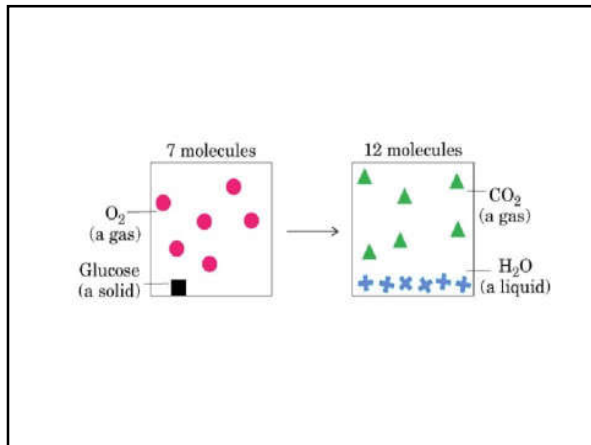 7 molecules
12 molecules
O₂
(a gas)
Glucose
(a solid)
CO₂
(a gas)
H₂O
(a liquid)